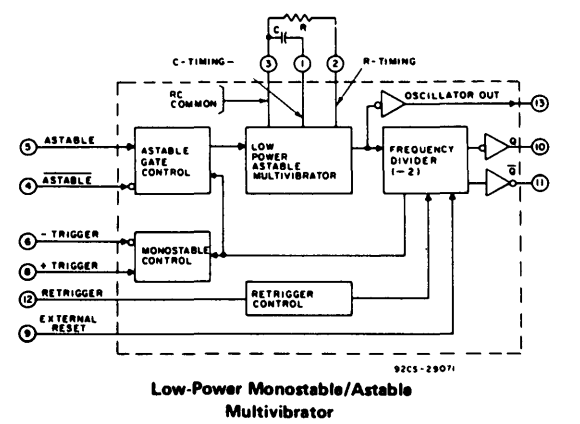 R
C
C-TIMING-
3
1
2
R-TIMING
RC
COMMON
OSCILLATOR OUT
13
5
ASTABLE
ASTABLE
GATE
CONTROL
LOW
POWER
ASTABLE
MULTIVIBRATOR
FREQUENCY
DIVIDER
(-2)
Q
10
4
ASTABLE
Q
11
6
- TRIGGER
MONOSTABLE
CONTROL
8
+ TRIGGER
12
RETRIGGER
RETRIGGER
CONTROL
9
EXTERNAL
RESET
92CS-29071
Low-Power Monostable/Astable
Multivibrator